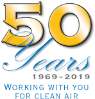 50
Years
1969-2019
WORKING WITH YOU
FOR CLEAN AIR